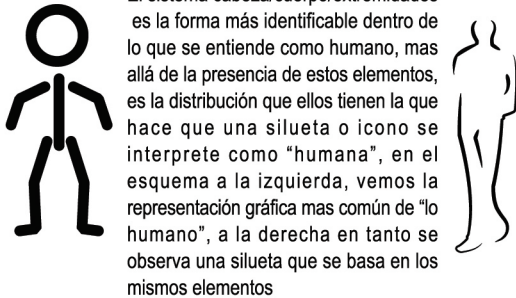 El sistema cabeza/cuerpo/extremidades
es la forma más identificable dentro de
lo que se entiende como humano, mas
allá de la presencia de estos elementos,
es la distribución que ellos tienen la que
hace que una silueta o icono se
interprete como “humana”, en el
esquema a la izquierda, vemos la
representación gráfica mas común de “lo
humano”, a la derecha en tanto se
observa una silueta que se basa en los
mismos elementos